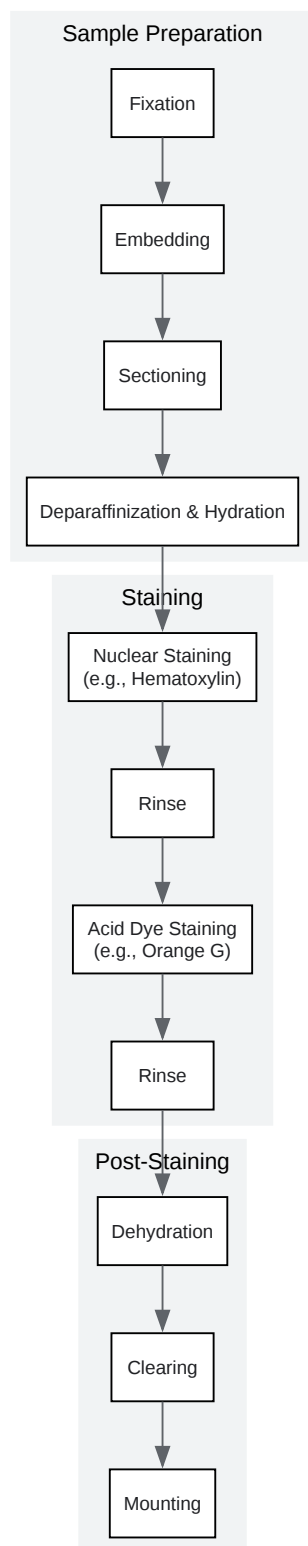 Sample Preparation
Fixation
Embedding
Sectioning
Deparaffinization & Hydration
Staining
Nuclear Staining
(e.g., Hematoxylin)
Rinse
Acid Dye Staining
(e.g., Orange G)
Rinse
Post-Staining
Dehydration
Clearing
Mounting